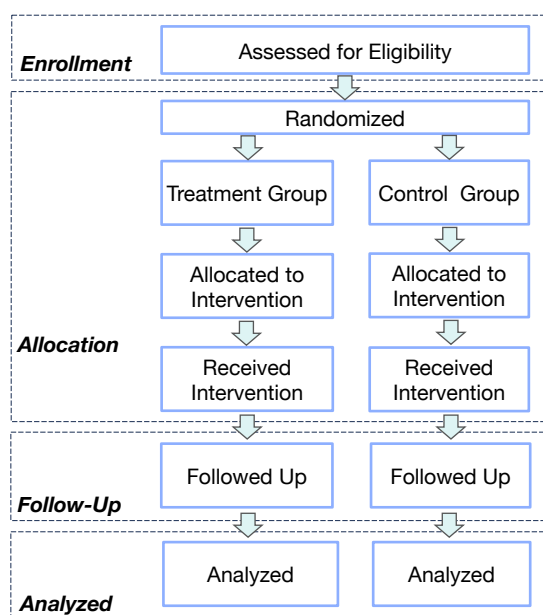 Assessed for Eligibility
Enrollment
Randomized
Treatment Group
Control Group
Allocated to
Intervention
Allocated to
Intervention
Allocation
Received
Intervention
Received
Intervention
Followed Up
Followed Up
Follow-Up
Analyzed
Analyzed
Analyzed